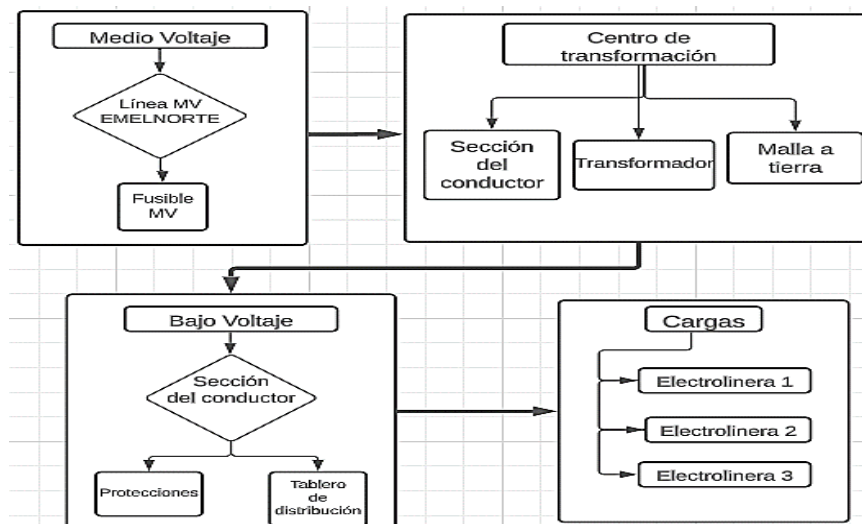 Medio Voltaje
Línea MV
EMELNORTE
Fusible
MV
Centro de
transformación
Sección
del
conductor
Transformador
Malla a
tierra
Bajo Voltaje
Sección
del conductor
Protecciones
Tablero
de
distribución
Cargas
Electrolinera 1
Electrolinera 2
Electrolinera 3